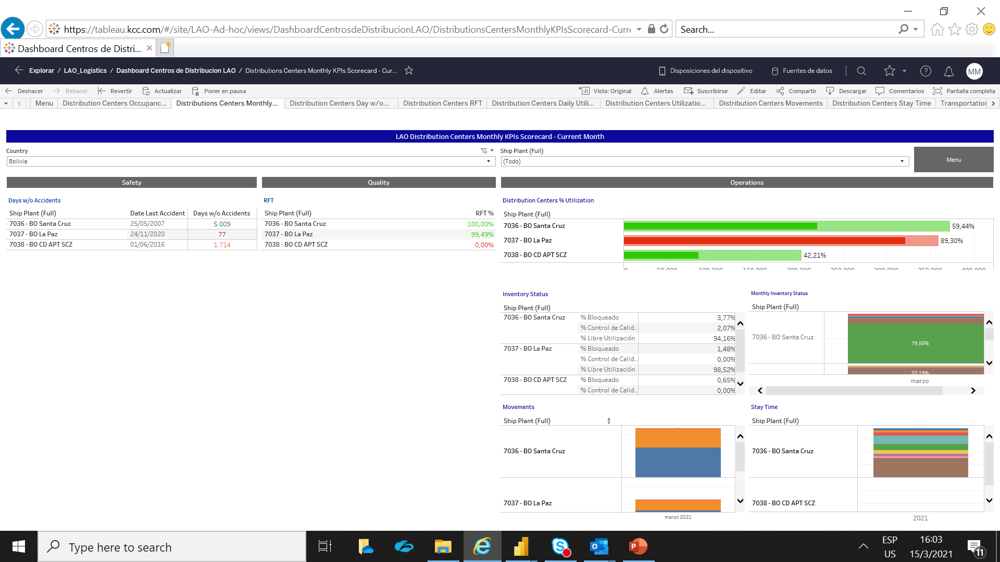 https://tableau.kcc.com/#/site/LAO-Ad-hoc/views/DashboardCentrosdeDistribucionLAO/DistributionsCentersMonthlyKPIsScorecard-Curre
Search...
Dashboard Centros de Distri...
Explorar / LAO_Logistics / Dashboard Centros de Distribucion LAO / Distributions Centers Monthly KPIs Scorecard - Cur...
Disposiciones del dispositivo
Fuentes de datos
MM
Deshacer
Rehacer
Revertir
Actualizar
Poner en pausa
Vista: Original
Alertas
Suscribirse
Editar
Compartir
Descargar
Comentarios
Pantalla completa
Menu
Distribution Centers Occupanc...
Distributions Centers Monthly...
Distribution Centers Day w/o...
Distribution Centers RFT
Distribution Centers Daily Utili...
Distribution Centers Utilizatio...
Distribution Centers Movements
Distribution Centers Stay Time
Transportation
LAO Distribution Centers Monthly KPIs Scorecard - Current Month
Country
Bolivia
Ship Plant (Full)
(Todo)
Menu
Safety
Quality
Operations
Days w/o Accidents
Ship Plant (Full) Date Last Accident Days w/o Accidents
7036 - BO Santa Cruz 25/05/2007 5.009
7037 - BO La Paz 24/11/2020 77
7038 - BO CD APT SCZ 01/06/2016 1.714
RFT
Ship Plant (Full) RFT %
7036 - BO Santa Cruz 100,00%
7037 - BO La Paz 99,49%
7038 - BO CD APT SCZ 0,00%
Distribution Centers % Utilization
Ship Plant (Full)
7036 - BO Santa Cruz 59,44%
7037 - BO La Paz 89,30%
7038 - BO CD APT SCZ 42,21%
0 50.000 100.000 150.000 200.000 250.000 300.000 350.000 400.000
Inventory Status
Ship Plant (Full)
7036 - BO Santa Cruz % Bloqueado 3,77%
% Control de Calid.. 2,07%
% Libre Utilización 94,16%
7037 - BO La Paz % Bloqueado 1,48%
% Control de Calid.. 0,00%
% Libre Utilización 98,52%
7038 - BO CD APT SCZ % Bloqueado 0,65%
% Control de Calid.. 0,00%
Monthly Inventory Status
Ship Plant (Full)
7036 - BO Santa Cruz
79,55%
20,18%
marzo
Movements
Ship Plant (Full)
7036 - BO Santa Cruz
7037 - BO La Paz
marzo 2021
Stay Time
Ship Plant (Full)
7036 - BO Santa Cruz
7038 - BO CD APT SCZ
2021
Type here to search
ESP
US
16:03
15/3/2021
11